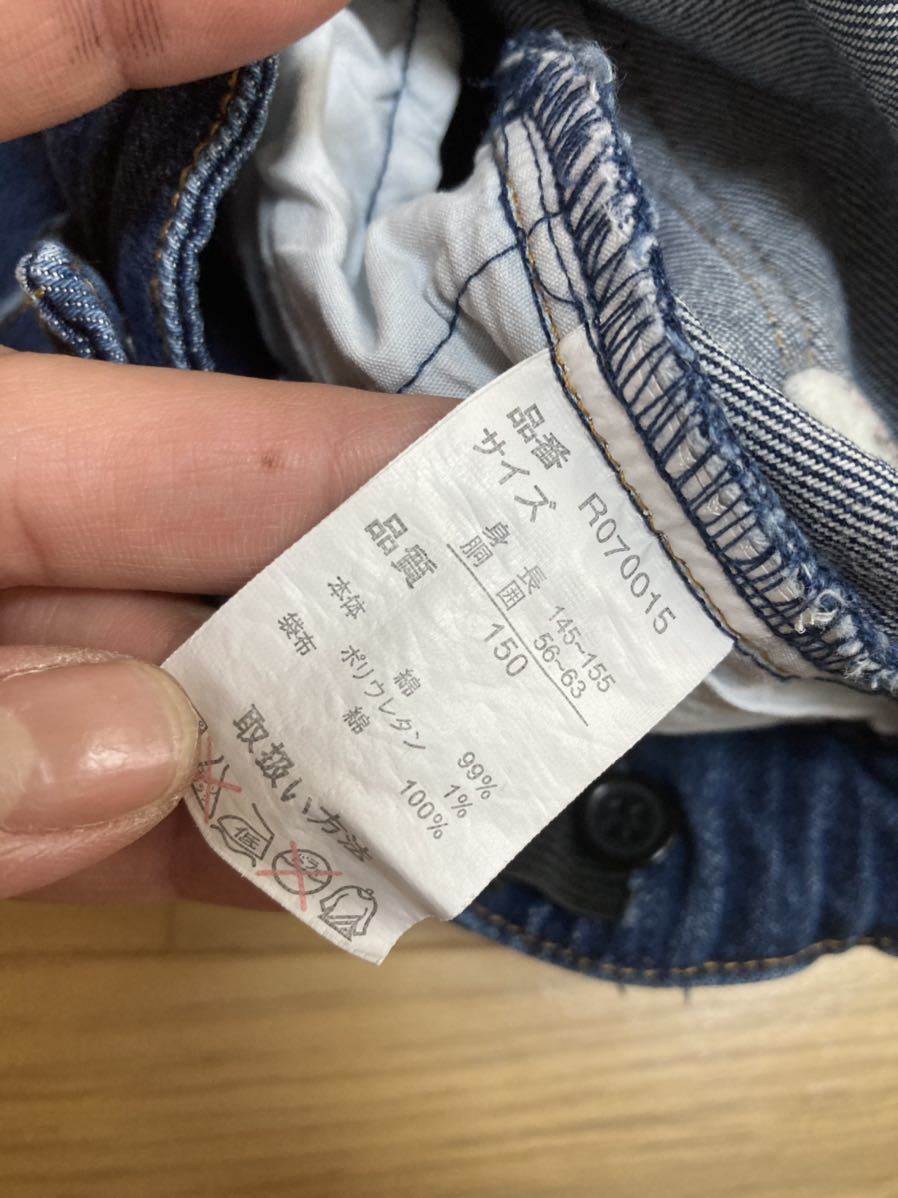 品番 R070015
サイズ
身長 145~155
胴囲 56~63
150
品質
本体 綿 99%
ポリウレタン 1%
袋布 綿 100%
取扱い方法
低